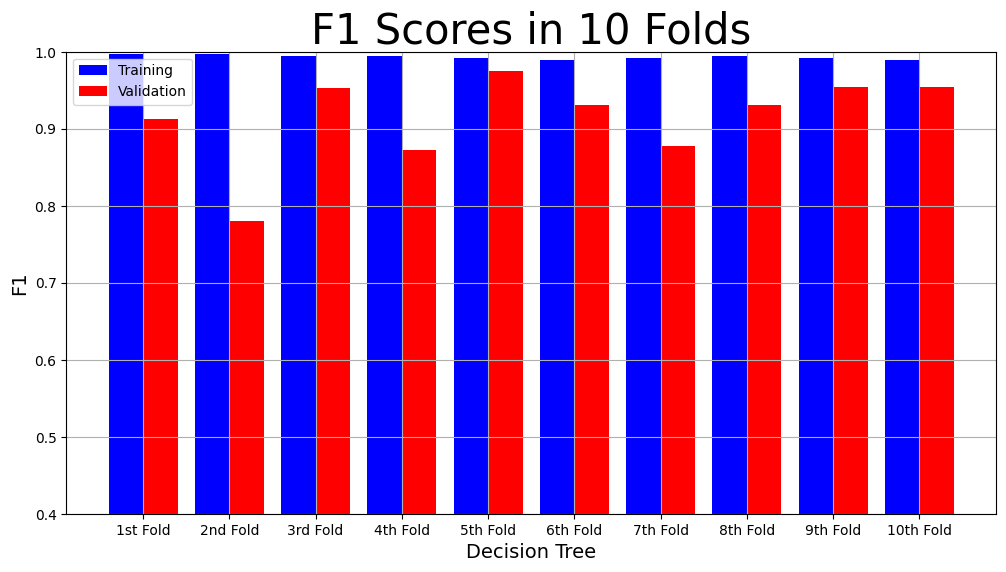 F1 Scores in 10 Folds
Training
Validation
1.0
0.9
0.8
0.7
0.6
0.5
0.4
F1
1st Fold 2nd Fold 3rd Fold 4th Fold 5th Fold 6th Fold 7th Fold 8th Fold 9th Fold 10th Fold
Decision Tree